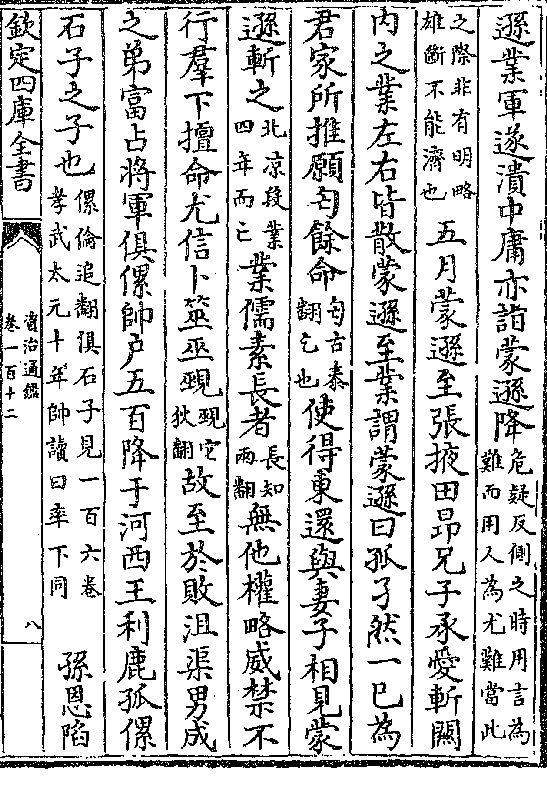 遜業軍遂潰中庸亦詣蒙遜降危疑反側之時用言為難而用人為尤難當此
之際非有明略雄斷不能濟也五月蒙遜至張掖田昂兄子承愛斬關
内之業左右皆散蒙遜至業謂蒙遜曰孤孑然一已為
君家所推願匄餘命匄古泰翻乞也使得東還與妻子相見蒙
遜斬之北凉段業四年而亡業儒素長者長知兩翻無他權略威禁不
行羣下擅命尤信卜筮巫覡覡狄翻故至於敗沮渠男成
之弟富占將軍俱傫帥户五百降于河西王利鹿孤傫
石子之子也傫倫追翻俱石子見一百六卷孝武太元十年帥讀曰率下同孫恩陷
欽定四庫全書
資治通鑑
卷一百十二
八